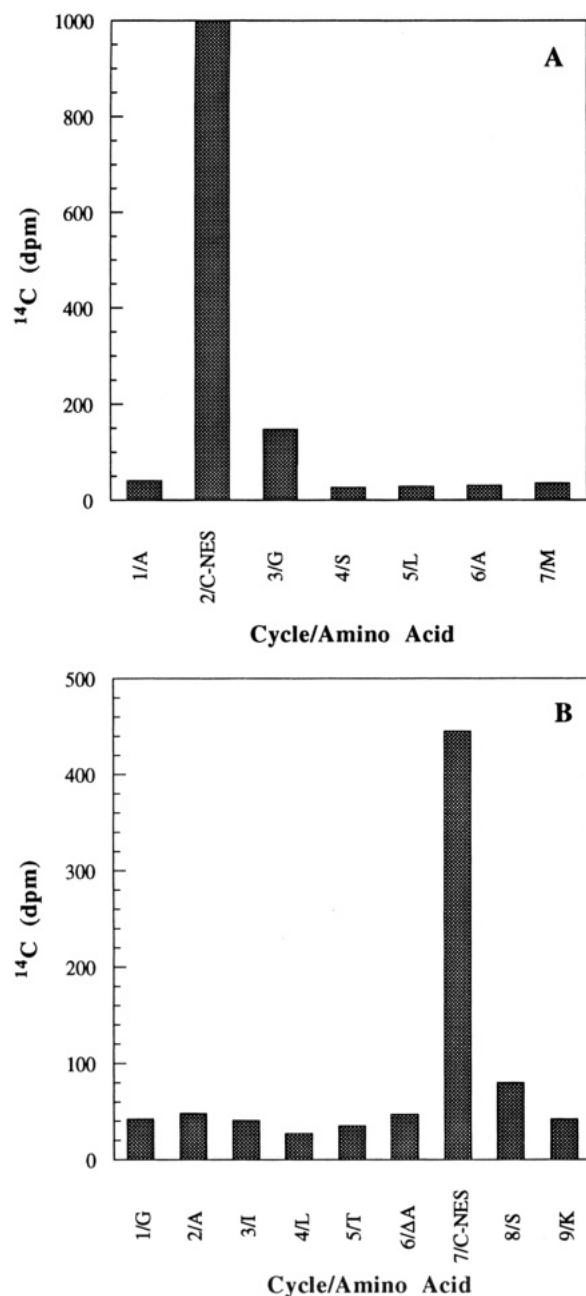 A
1000
800
600
400
200
0
¹⁴C (dpm)
1/A
2/C-NES
3/G
4/S
5/L
6/A
7/M
Cycle/Amino Acid
B
500
400
300
200
100
0
¹⁴C (dpm)
1/G
2/A
3/I
4/L
5/T
6/ΔA
7/C-NES
8/S
9/K
Cycle/Amino Acid